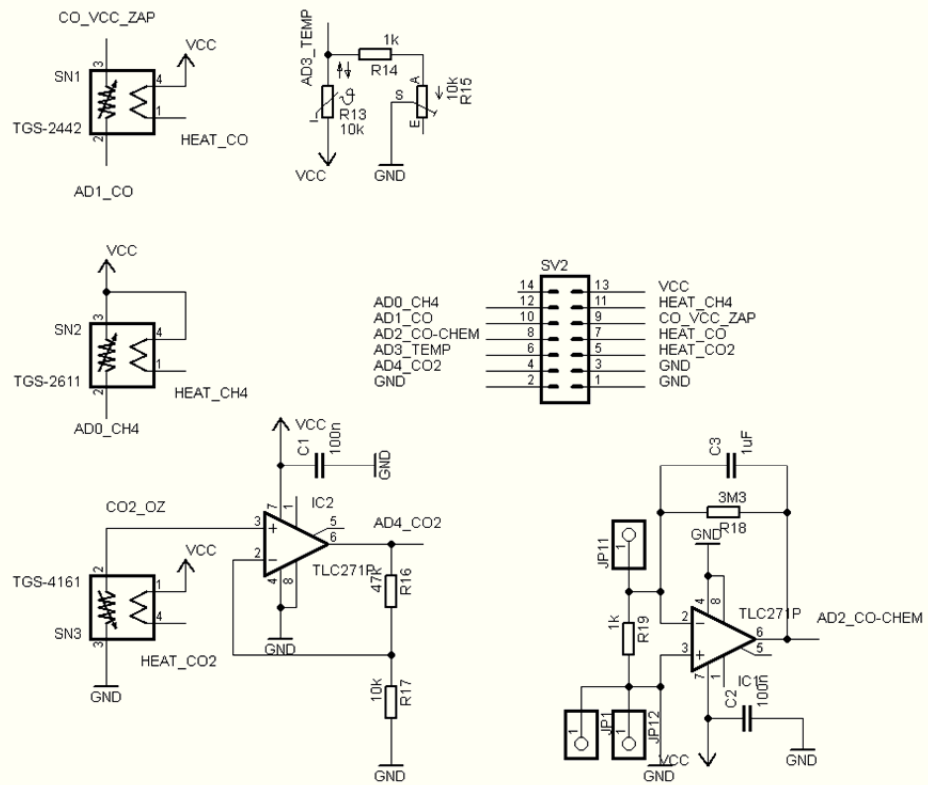 CO_VCC_ZAP
VCC
SN1
3
4
1
TGS-2442
2
HEAT_CO
AD1_CO
AD3_TEMP
1k
R14
ϑ
R13
10k
VCC
A
S
E
10k
R15
GND
VCC
SN2
3
4
1
TGS-2611
2
HEAT_CH4
AD0_CH4
SV2
14 13 VCC
AD0_CH4 12 11 HEAT_CH4
AD1_CO 10 9 CO_VCC_ZAP
AD2_CO-CHEM 8 7 HEAT_CO
AD3_TEMP 6 5 HEAT_CO2
AD4_CO2 4 3 GND
GND 2 1 GND
VCC
C1
100n
GND
IC2
7
1
CO2_OZ
3
+
5
6
AD4_CO2
2
−
4
8
TLC271P
GND
47k
R16
10k
R17
GND
VCC
TGS-4161
2
1
4
SN3
3
HEAT_CO2
GND
C3
1uF
3M3
R18
JP11
1
GND
4
8
TLC271P
1k
R19
2
−
6
AD2_CO-CHEM
5
3
+
7
1
IC1
C2
100n
1
JP1
1
JP12
GND
VCC
GND